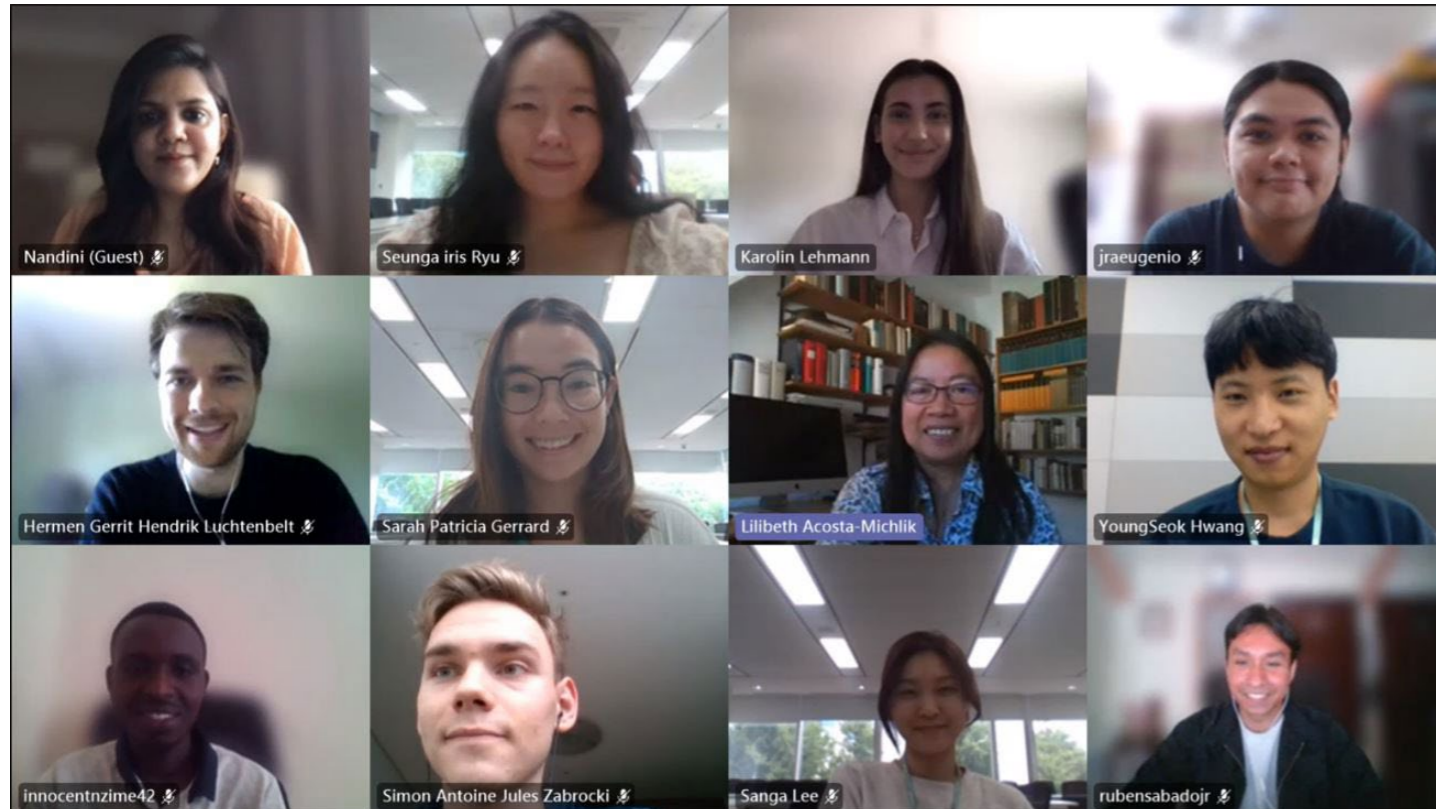 Nandini (Guest)
Seunga iris Ryu
Karolin Lehmann
jraeugenio
Hermen Gerrit Hendrik Luchtenbelt
Sarah Patricia Gerrard
Lilibeth Acosta-Michlik
YoungSeok Hwang
innocentnzime42
Simon Antoine Jules Zabrocki
Sanga Lee
rubensabadojr